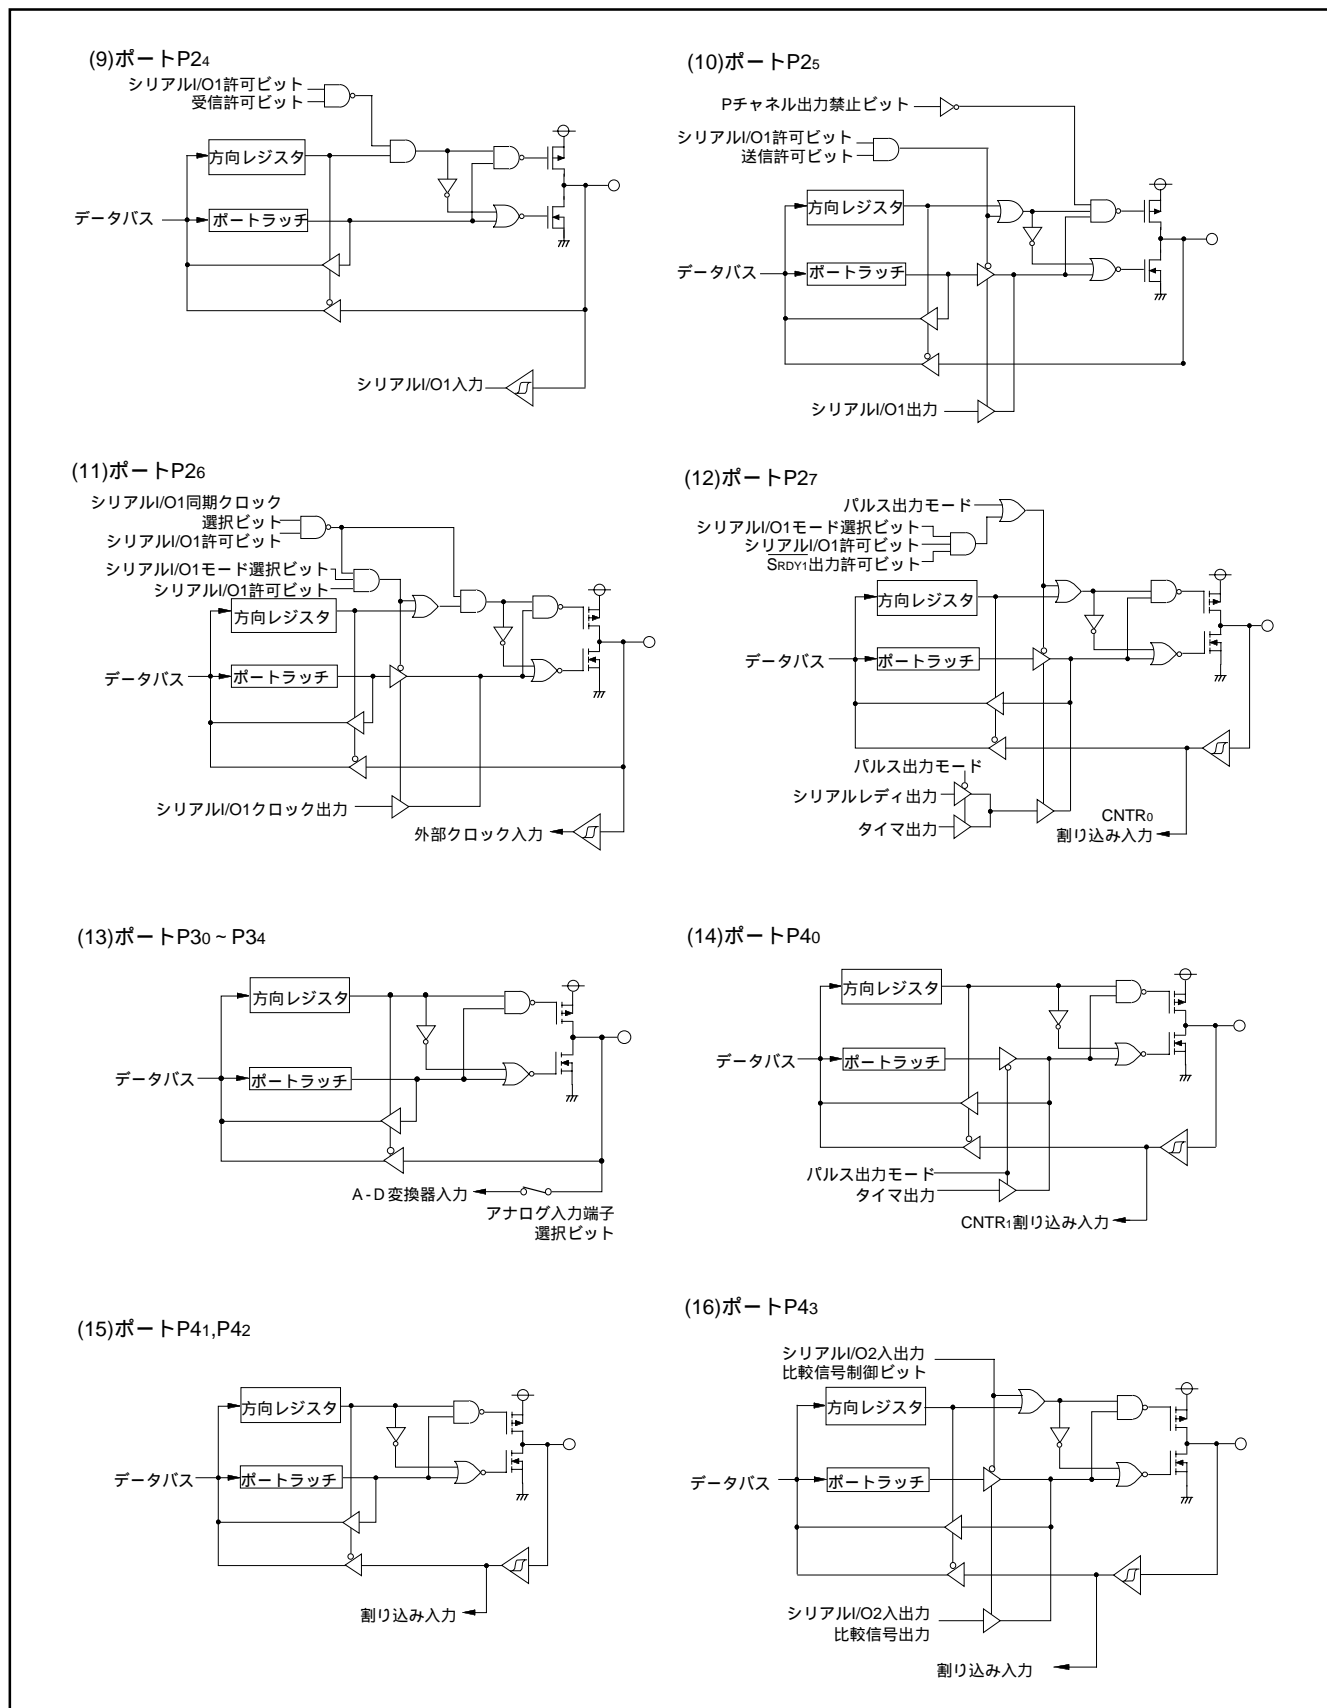 (9)ポートP24
シリアルI/O1許可ビット
受信許可ビット
方向レジスタ
データバス
ポートラッチ
シリアルI/O1入力
(10)ポートP25
Pチャネル出力禁止ビット
シリアルI/O1許可ビット
送信許可ビット
方向レジスタ
データバス
ポートラッチ
シリアルI/O1出力
(11)ポートP26
シリアルI/O1同期クロック
選択ビット
シリアルI/O1許可ビット
シリアルI/O1モード選択ビット
シリアルI/O1許可ビット
方向レジスタ
データバス
ポートラッチ
シリアルI/O1クロック出力
外部クロック入力
(12)ポートP27
パルス出力モード
シリアルI/O1モード選択ビット
シリアルI/O1許可ビット
SRDY1出力許可ビット
方向レジスタ
データバス
ポートラッチ
パルス出力モード
シリアルレディ出力
タイマ出力
CNTR0
割り込み入力
(13)ポートP30 ~ P34
方向レジスタ
データバス
ポートラッチ
A-D変換器入力
アナログ入力端子
選択ビット
(14)ポートP40
方向レジスタ
データバス
ポートラッチ
パルス出力モード
タイマ出力
CNTR1割り込み入力
(15)ポートP41,P42
方向レジスタ
データバス
ポートラッチ
割り込み入力
(16)ポートP43
シリアルI/O2入出力
比較信号制御ビット
方向レジスタ
データバス
ポートラッチ
シリアルI/O2入出力
比較信号出力
割り込み入力